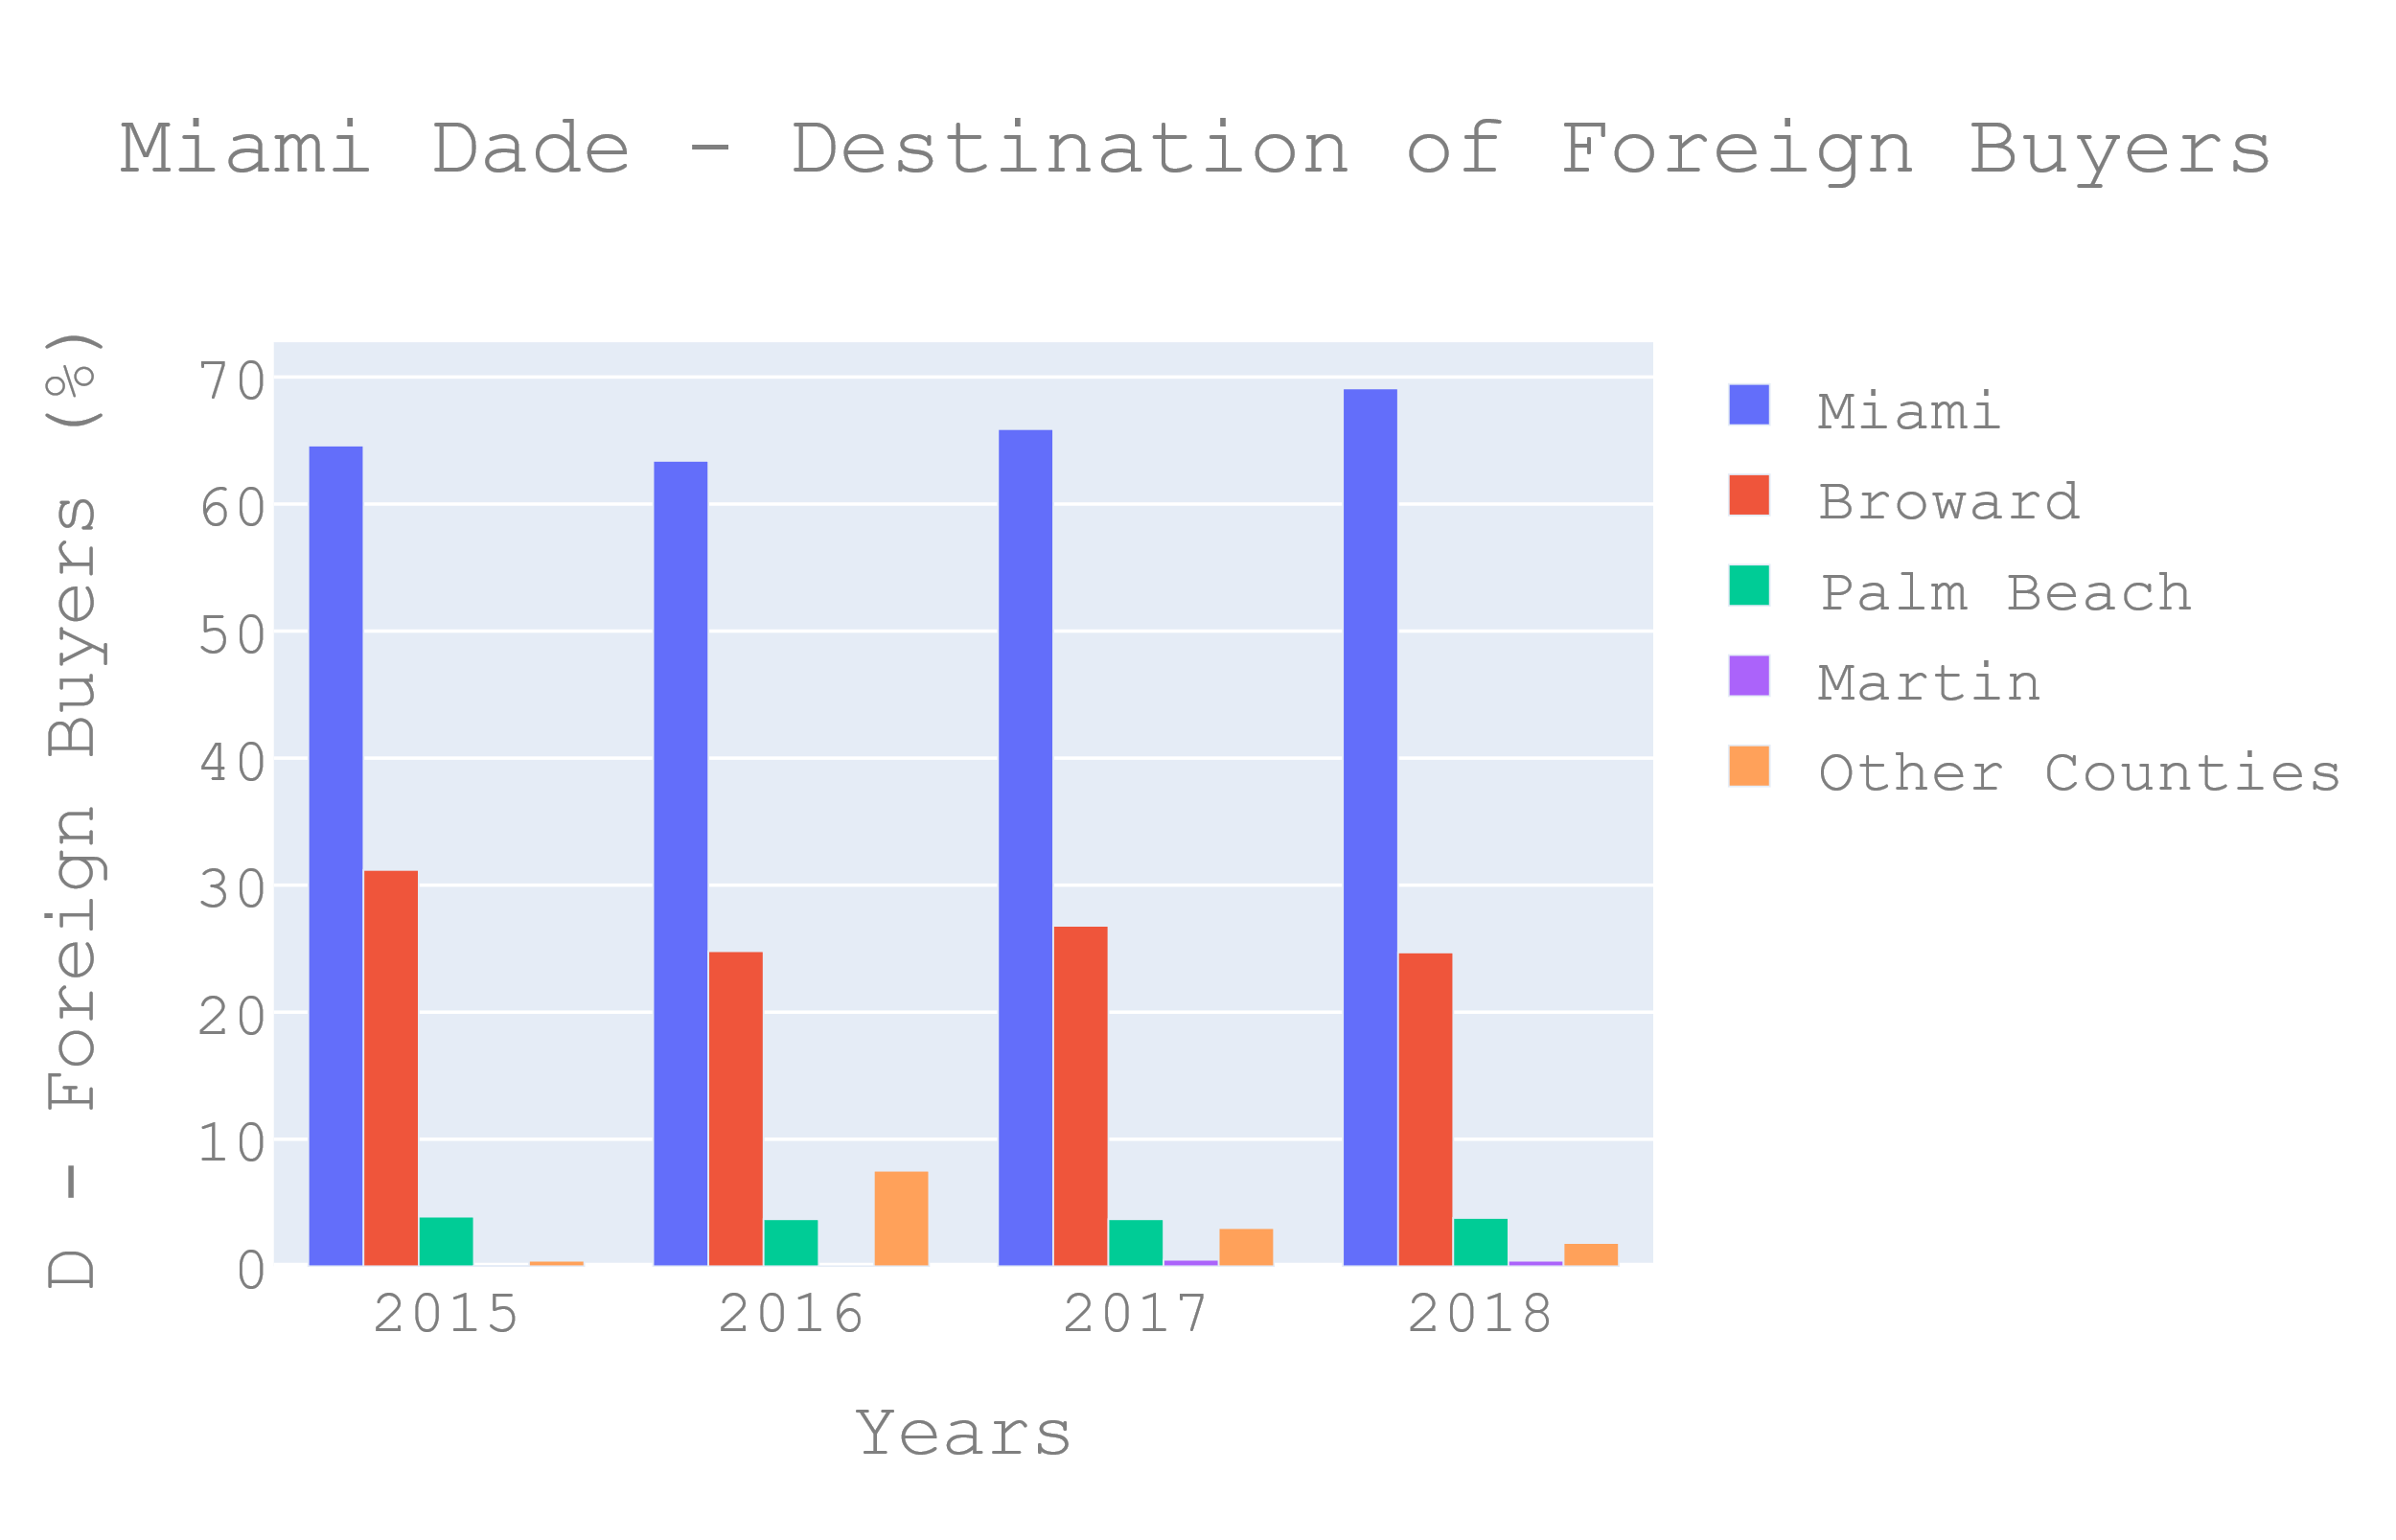 Miami Dade - Destination of Foreign Buyers
D - Foreign Buyers (%)
70
60
50
40
30
20
10
0
2015 2016 2017 2018
Years
Miami
Broward
Palm Beach
Martin
Other Counties